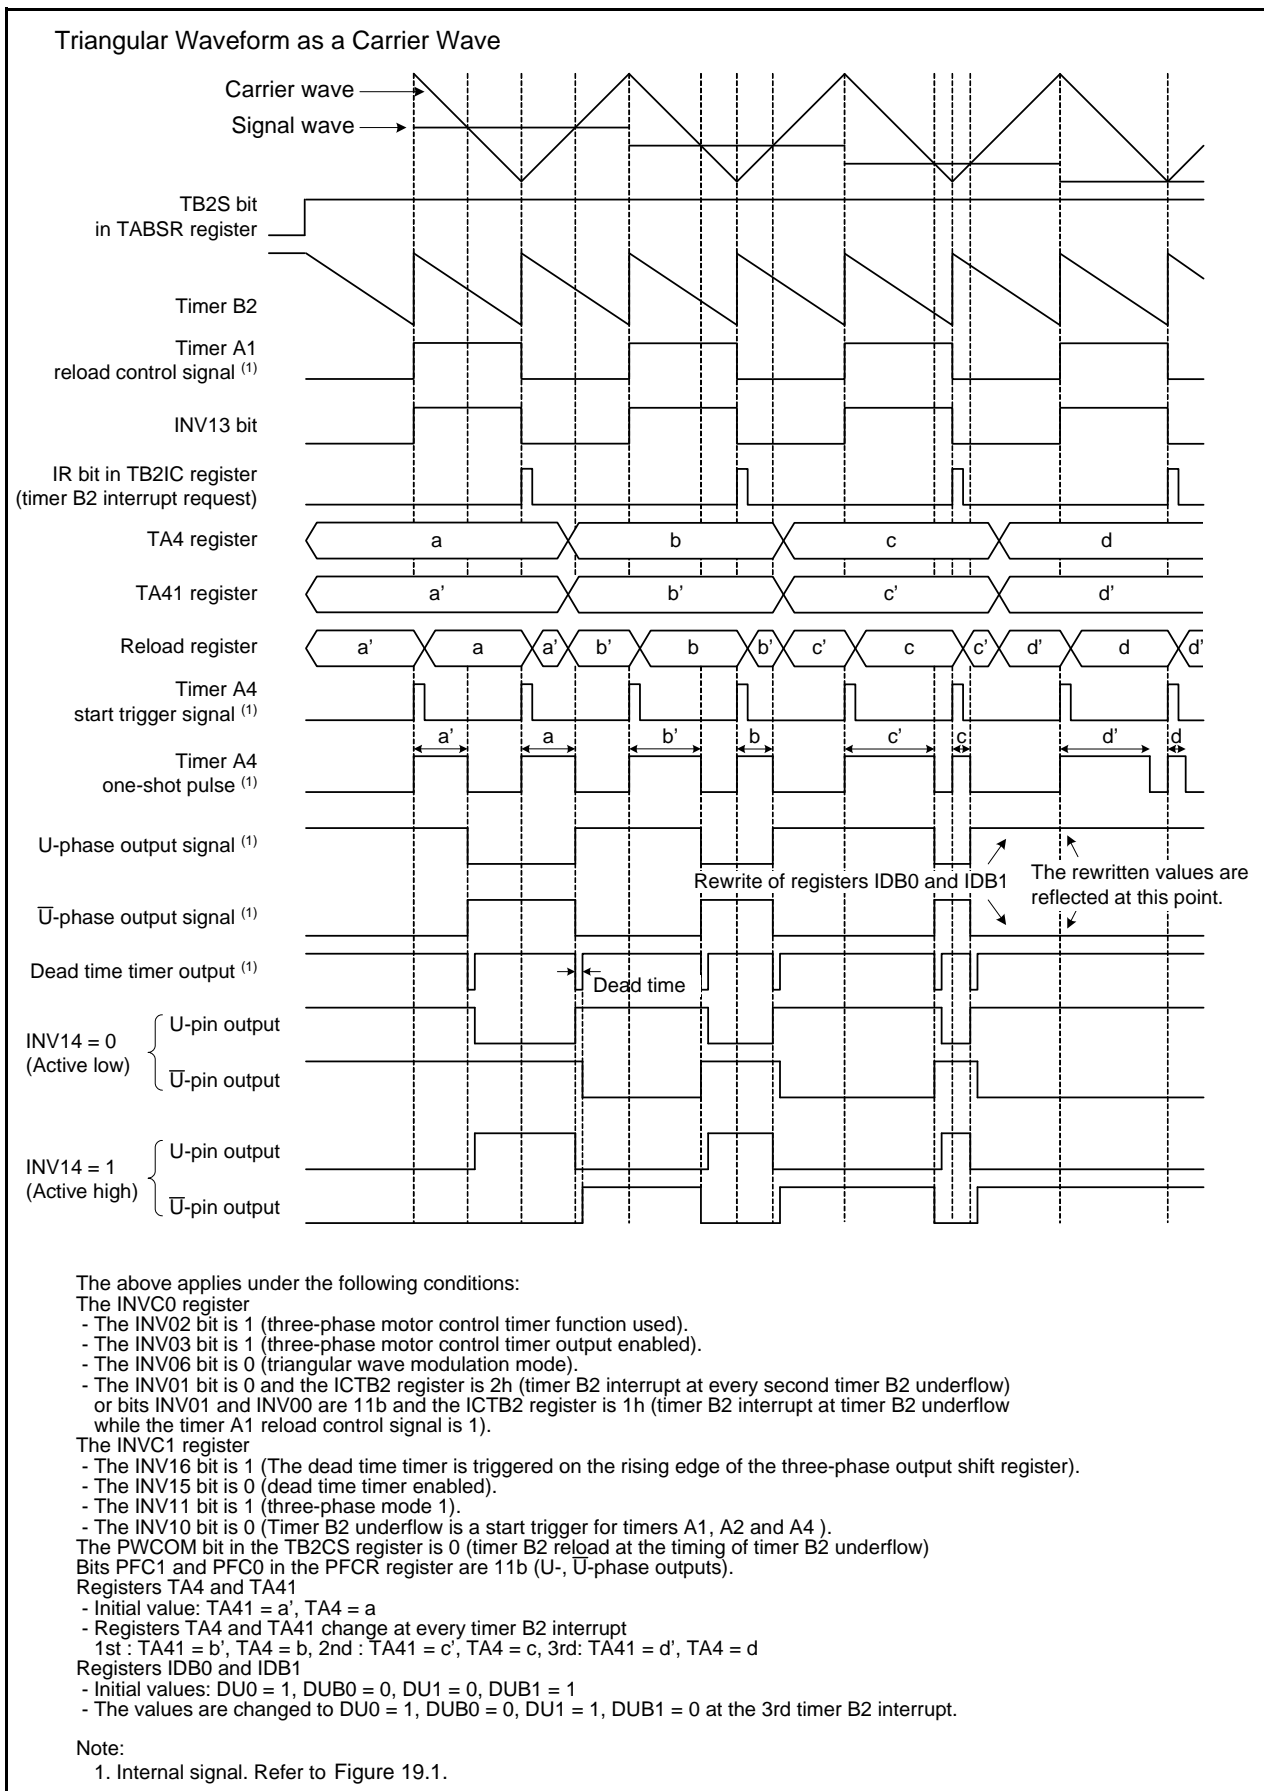 Triangular Waveform as a Carrier Wave
Carrier wave
Signal wave
TB2S bit
in TABSR register
Timer B2
Timer A1
reload control signal (1)
INV13 bit
IR bit in TB2IC register
(timer B2 interrupt request)
TA4 register
a b c d
TA41 register
a’ b’ c’ d’
Reload register
a’ a a’ b’ b b’ c’ c c’ d’ d d’
Timer A4
start trigger signal (1)
a’ a b’ b c’ c d’ d
Timer A4
one-shot pulse (1)
U-phase output signal (1)
Rewrite of registers IDB0 and IDB1
The rewritten values are
reflected at this point.
U̅-phase output signal (1)
Dead time timer output (1)
Dead time
INV14 = 0
(Active low)
U-pin output
U̅-pin output
INV14 = 1
(Active high)
U-pin output
U̅-pin output
The above applies under the following conditions:
The INVC0 register
- The INV02 bit is 1 (three-phase motor control timer function used).
- The INV03 bit is 1 (three-phase motor control timer output enabled).
- The INV06 bit is 0 (triangular wave modulation mode).
- The INV01 bit is 0 and the ICTB2 register is 2h (timer B2 interrupt at every second timer B2 underflow)
or bits INV01 and INV00 are 11b and the ICTB2 register is 1h (timer B2 interrupt at timer B2 underflow
while the timer A1 reload control signal is 1).
The INVC1 register
- The INV16 bit is 1 (The dead time timer is triggered on the rising edge of the three-phase output shift register).
- The INV15 bit is 0 (dead time timer enabled).
- The INV11 bit is 1 (three-phase mode 1).
- The INV10 bit is 0 (Timer B2 underflow is a start trigger for timers A1, A2 and A4 ).
The PWCOM bit in the TB2CS register is 0 (timer B2 reload at the timing of timer B2 underflow)
Bits PFC1 and PFC0 in the PFCR register are 11b (U-, U̅-phase outputs).
Registers TA4 and TA41
- Initial value: TA41 = a’, TA4 = a
- Registers TA4 and TA41 change at every timer B2 interrupt
1st : TA41 = b’, TA4 = b, 2nd : TA41 = c’, TA4 = c, 3rd: TA41 = d’, TA4 = d
Registers IDB0 and IDB1
- Initial values: DU0 = 1, DUB0 = 0, DU1 = 0, DUB1 = 1
- The values are changed to DU0 = 1, DUB0 = 0, DU1 = 1, DUB1 = 0 at the 3rd timer B2 interrupt.
Note:
1. Internal signal. Refer to Figure 19.1.